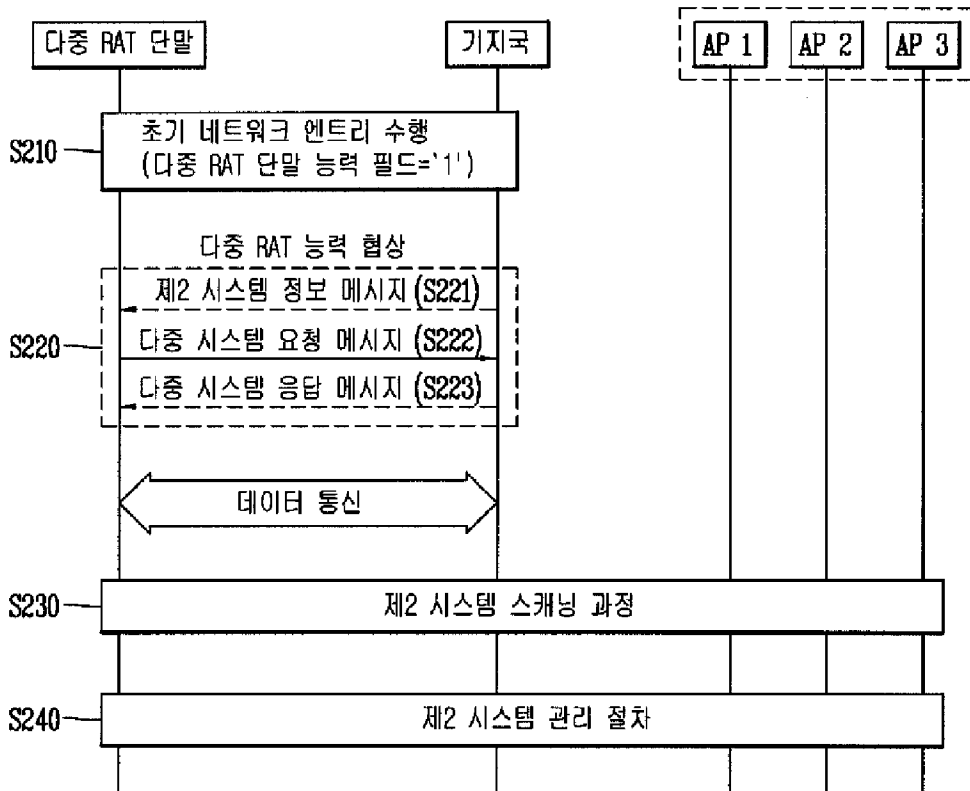 다중 RAT 단말
기지국
AP 1
AP 2
AP 3
S210
초기 네트워크 엔트리 수행
(다중 RAT 단말 능력 필드='1')
다중 RAT 능력 협상
S220
제2 시스템 정보 메시지 (S221)
다중 시스템 요청 메시지 (S222)
다중 시스템 응답 메시지 (S223)
데이터 통신
S230
제2 시스템 스캐닝 과정
S240
제2 시스템 관리 절차